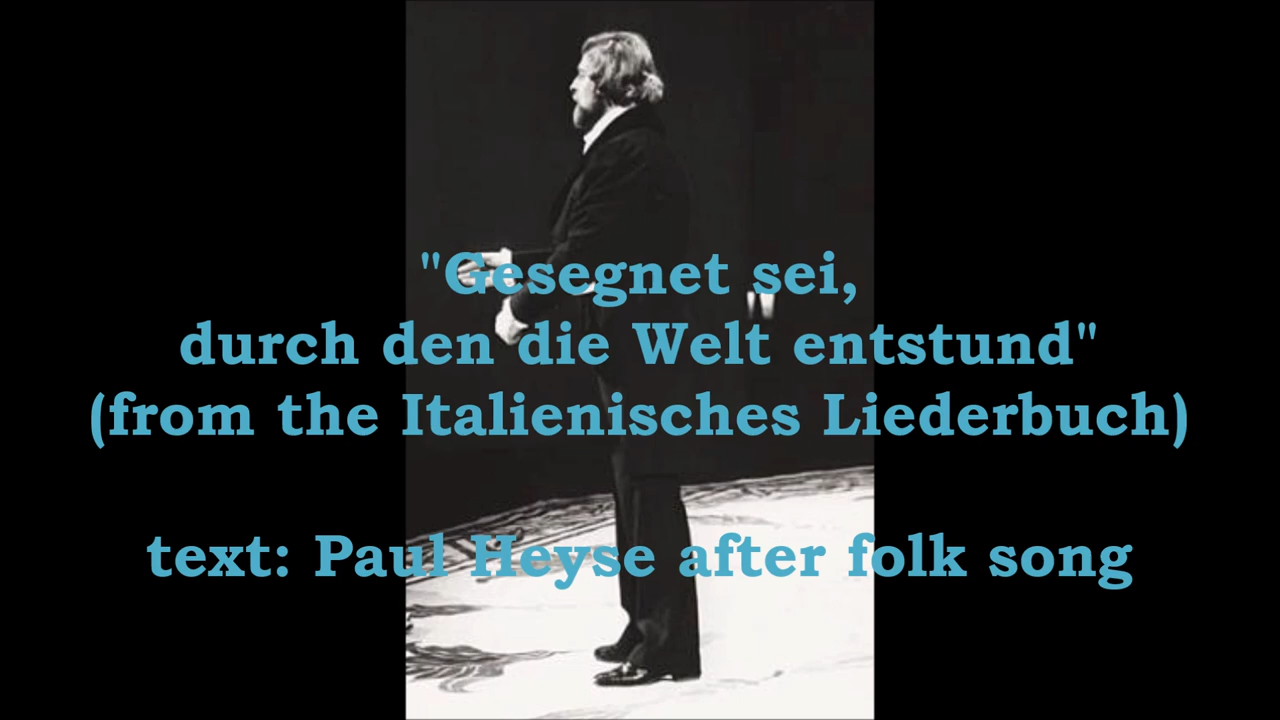 "Gesegnet sei,
durch den die Welt entstund"
(from the Italienisches Liederbuch)
text: Paul Heyse after folk song